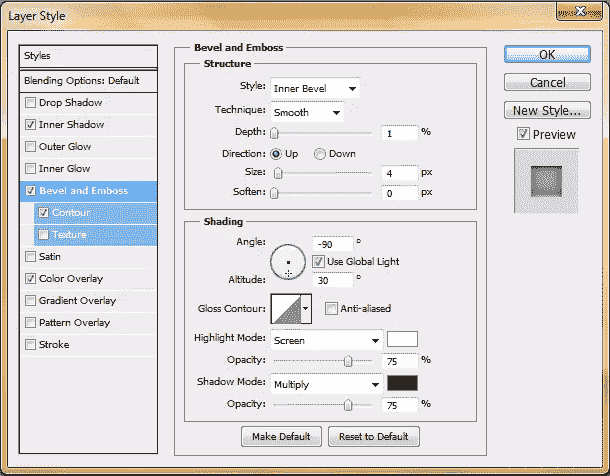 Layer Style
Styles
Blending Options: Default
Drop Shadow
Inner Shadow
Outer Glow
Inner Glow
Bevel and Emboss
Contour
Texture
Satin
Color Overlay
Gradient Overlay
Pattern Overlay
Stroke
Bevel and Emboss
Structure
Style: Inner Bevel
Technique: Smooth
Depth: 1 %
Direction: Up Down
Size: 4 px
Soften: 0 px
Shading
Angle: -90 °
Use Global Light
Altitude: 30 °
Gloss Contour: Anti-aliased
Highlight Mode: Screen
Opacity: 75 %
Shadow Mode: Multiply
Opacity: 75 %
Make Default Reset to Default
OK
Cancel
New Style...
Preview